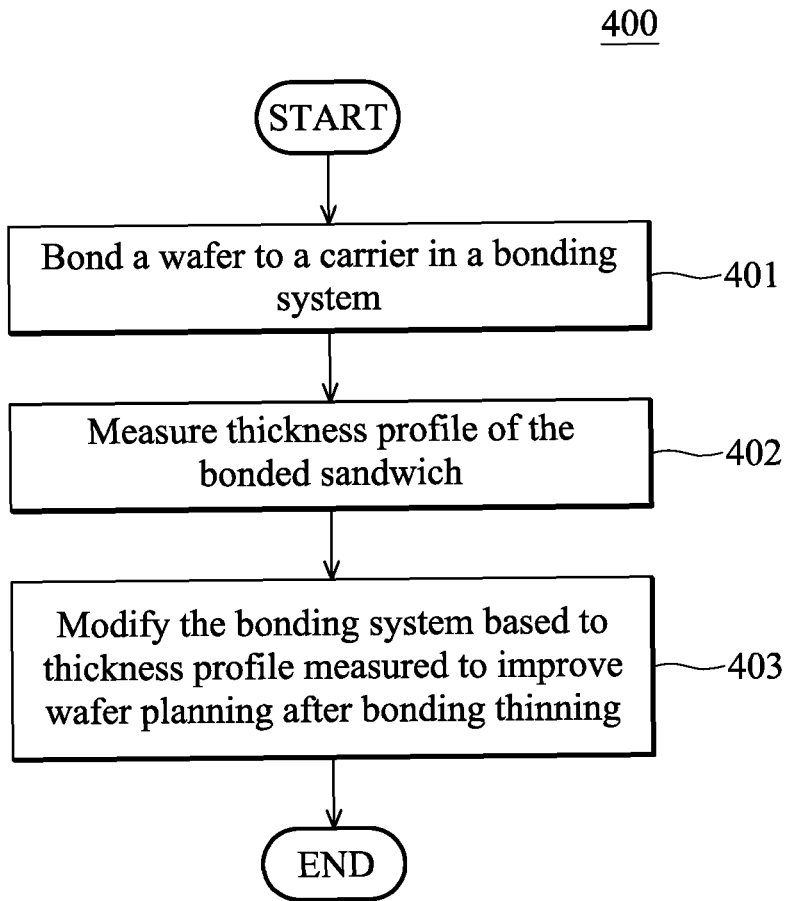 400
START
Bond a wafer to a carrier in a bonding
system
401
Measure thickness profile of the
bonded sandwich
402
Modify the bonding system based to
thickness profile measured to improve
wafer planning after bonding thinning
403
END